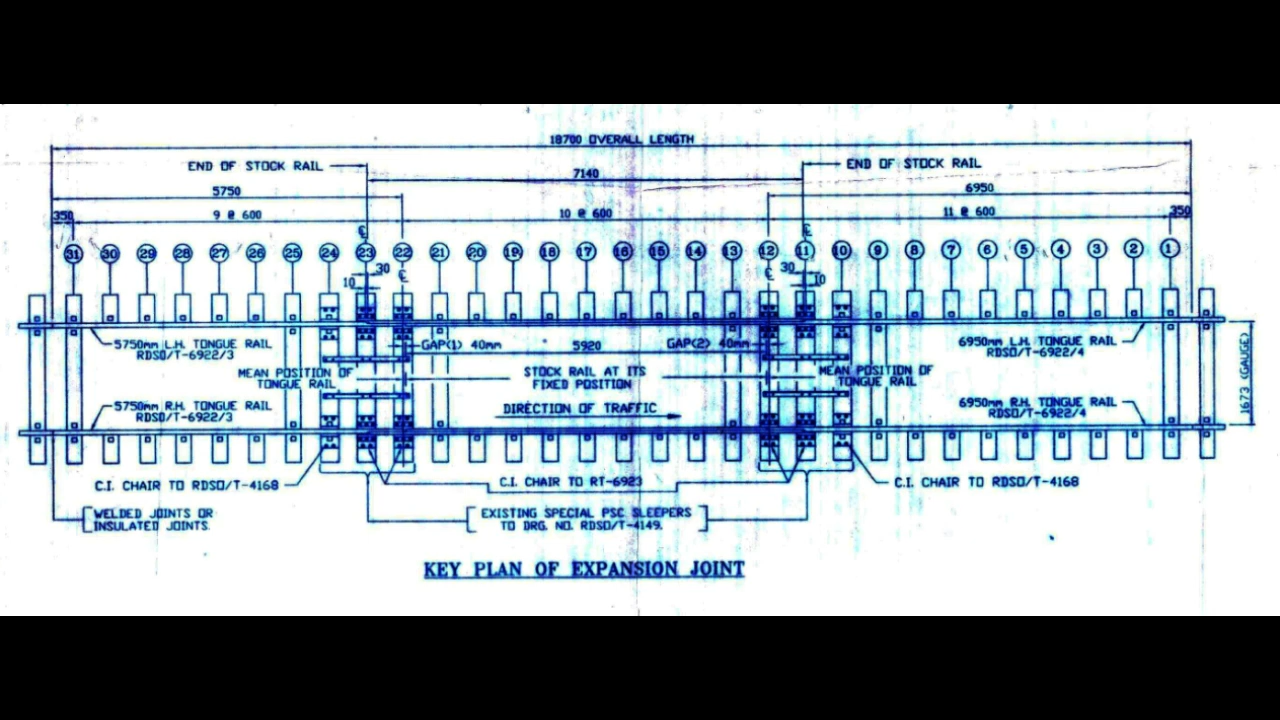 18700 OVERALL LENGTH
END OF STOCK RAIL
END OF STOCK RAIL
7140
5750
6950
350
9 @ 600
10 @ 600
11 @ 600
350
31 30 29 28 27 26 25 24 23 22 21 20 19 18 17 16 15 14 13 12 11 10 9 8 7 6 5 4 3 2 1
30
10
30
10
5750mm L.H. TONGUE RAIL
RDSO/T-6922/3
GAP(1) 40mm
5920
GAP(2) 40mm
6950mm L.H. TONGUE RAIL
RDSO/T-6922/4
MEAN POSITION OF
TONGUE RAIL
STOCK RAIL AT ITS
FIXED POSITION
MEAN POSITION OF
TONGUE RAIL
1673 (GAUGE)
5750mm R.H. TONGUE RAIL
RDSO/T-6922/3
DIRECTION OF TRAFFIC
6950mm R.H. TONGUE RAIL
RDSO/T-6922/4
C.I. CHAIR TO RDSO/T-4168
C.I. CHAIR TO RT-6923
C.I. CHAIR TO RDSO/T-4168
WELDED JOINTS OR
INSULATED JOINTS.
EXISTING SPECIAL PSC SLEEPERS
TO DRG. NO. RDSO/T-4149.
KEY PLAN OF EXPANSION JOINT